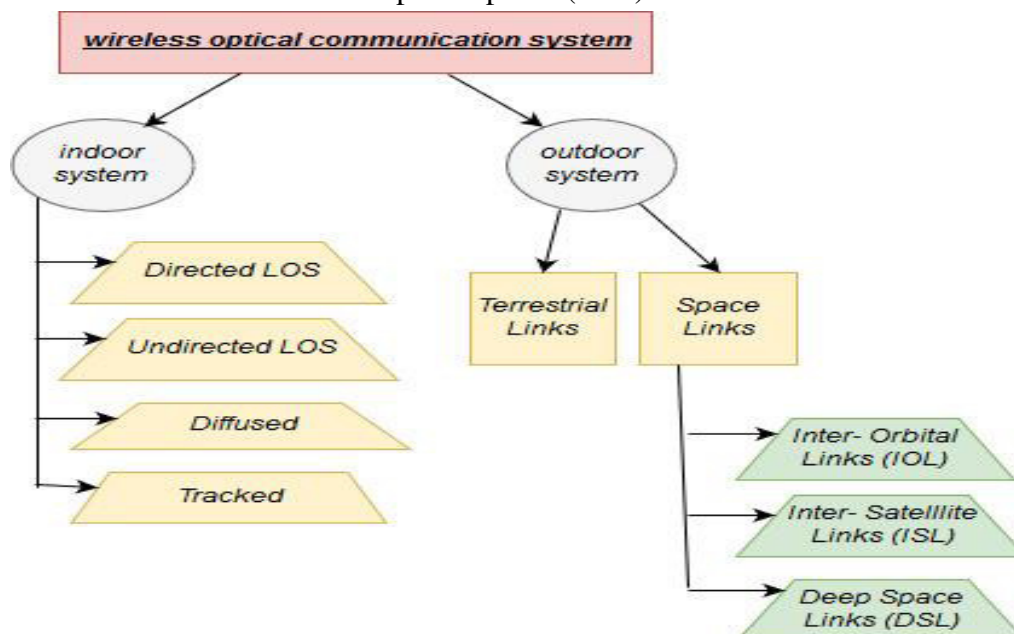 wireless optical communication system
indoor
system
outdoor
system
Directed LOS
Undirected LOS
Diffused
Tracked
Terrestrial
Links
Space
Links
Inter- Orbital
Links (IOL)
Inter- Satelllite
Links (ISL)
Deep Space
Links (DSL)